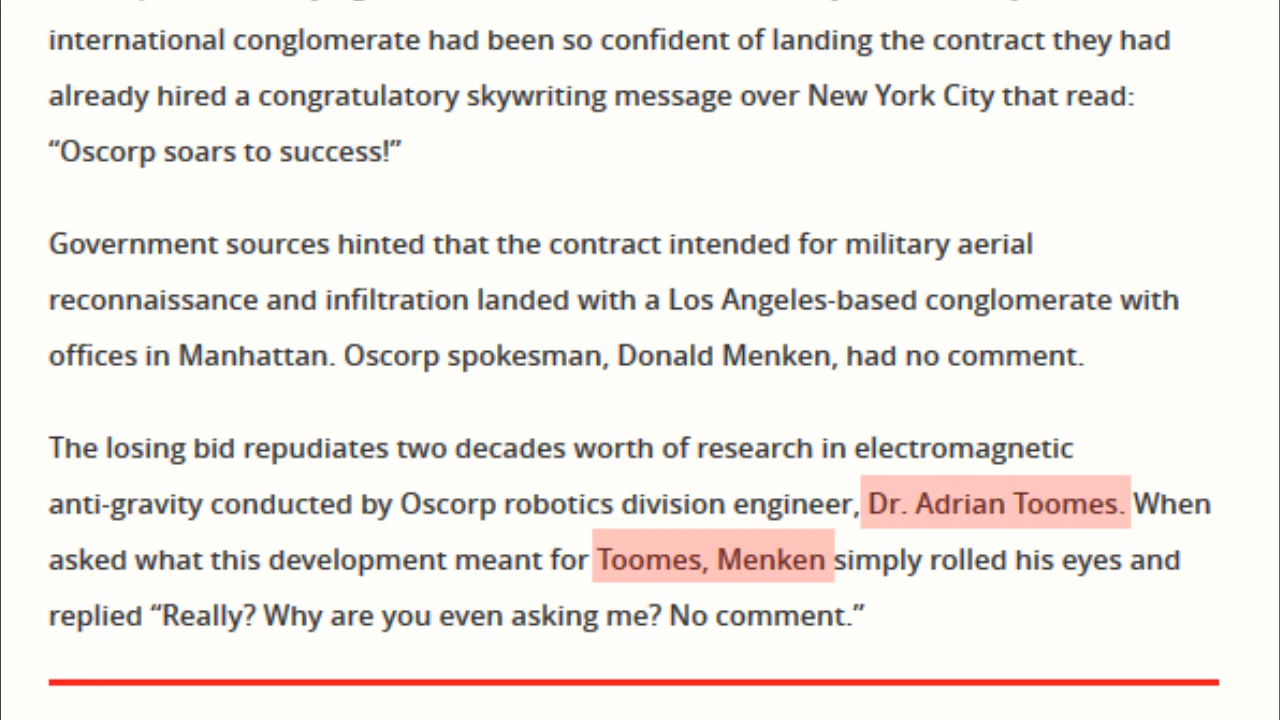 international conglomerate had been so confident of landing the contract they had
already hired a congratulatory skywriting message over New York City that read:
“Oscorp soars to success!”
Government sources hinted that the contract intended for military aerial
reconnaissance and infiltration landed with a Los Angeles-based conglomerate with
offices in Manhattan. Oscorp spokesman, Donald Menken, had no comment.
The losing bid repudiates two decades worth of research in electromagnetic
anti-gravity conducted by Oscorp robotics division engineer, Dr. Adrian Toomes. When
asked what this development meant for Toomes, Menken simply rolled his eyes and
replied “Really? Why are you even asking me? No comment.”